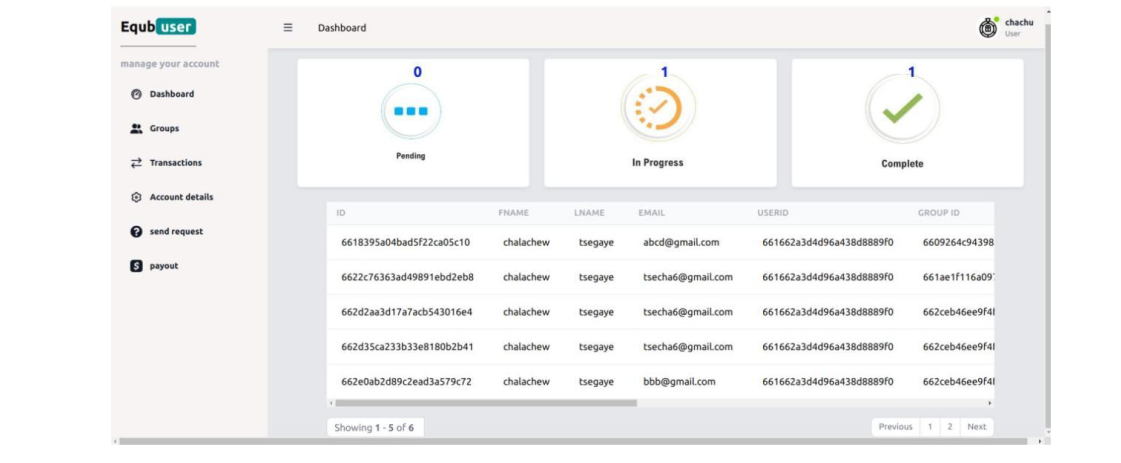 Equb user
Dashboard
chachu
User
manage your account
Dashboard
Groups
Transactions
Account details
send request
payout
0
Pending
1
In Progress
1
Complete
ID FNAME LNAME EMAIL USERID GROUP ID
6618395a04bad5f22ca05c10 chalachew tsegaye abcd@gmail.com 661662a3d4d96a438d8889f0 6609264c94398
6622c76363ad49891ebd2eb8 chalachew tsegaye tsecha6@gmail.com 661662a3d4d96a438d8889f0 661ae1f116a097
662d2aa3d17a7acb543016e4 chalachew tsegaye tsecha6@gmail.com 661662a3d4d96a438d8889f0 662ceb46ee9f4
662d35ca233b33e8180b2b41 chalachew tsegaye tsecha6@gmail.com 661662a3d4d96a438d8889f0 662ceb46ee9f4
662e0ab2d89c2ead3a579c72 chalachew tsegaye bbb@gmail.com 661662a3d4d96a438d8889f0 662ceb46ee9f4
Showing 1 - 5 of 6
Previous 1 2 Next